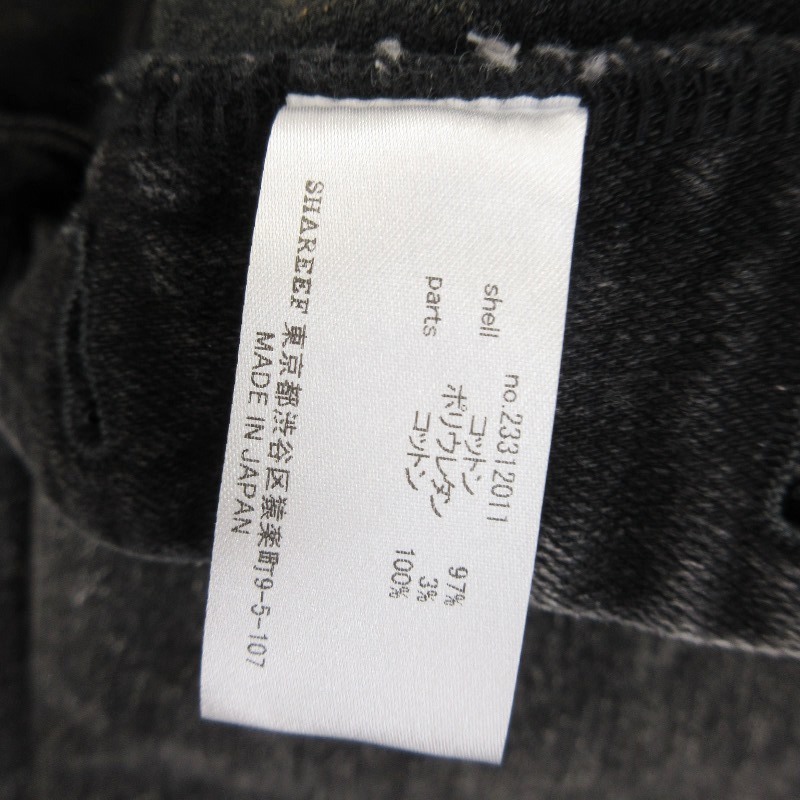 no.23312011
shell コットン 97%
ポリウレタン 3%
parts コットン 100%
SHAREEF 東京都渋谷区猿楽町9-5-107
MADE IN JAPAN